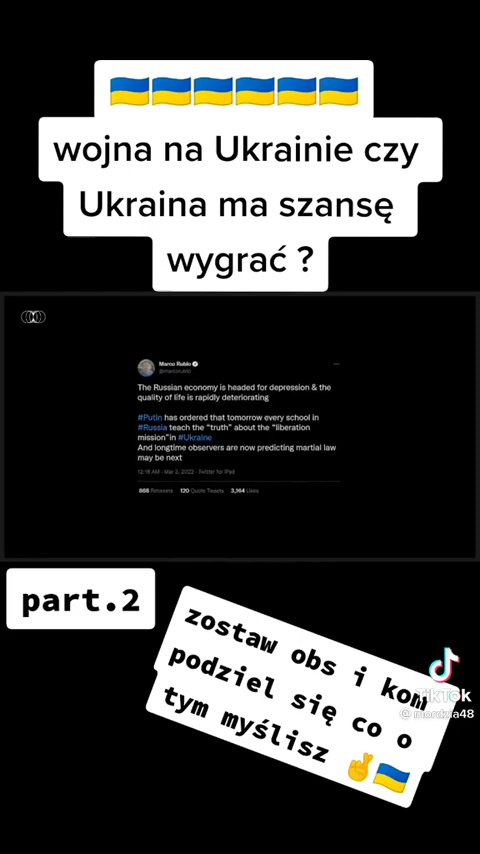 🇺🇦🇺🇦🇺🇦🇺🇦🇺🇦🇺🇦
wojna na Ukrainie czy
Ukraina ma szansę
wygrać ?
Marco Rubio
@marcorubio
The Russian economy is headed for depression & the
quality of life is rapidly deteriorating
#Putin has ordered that tomorrow every school in
#Russia teach the "truth" about the "liberation
mission"in #Ukraine
And longtime observers are now predicting martial law
may be next
12:18 AM · Mar 3, 2022 · Twitter for iPad
888 Retweets 120 Quote Tweets 3,164 Likes
part.2
zostaw obs i kom
podziel się co o
tym myślisz 🤞🇺🇦
TikTok